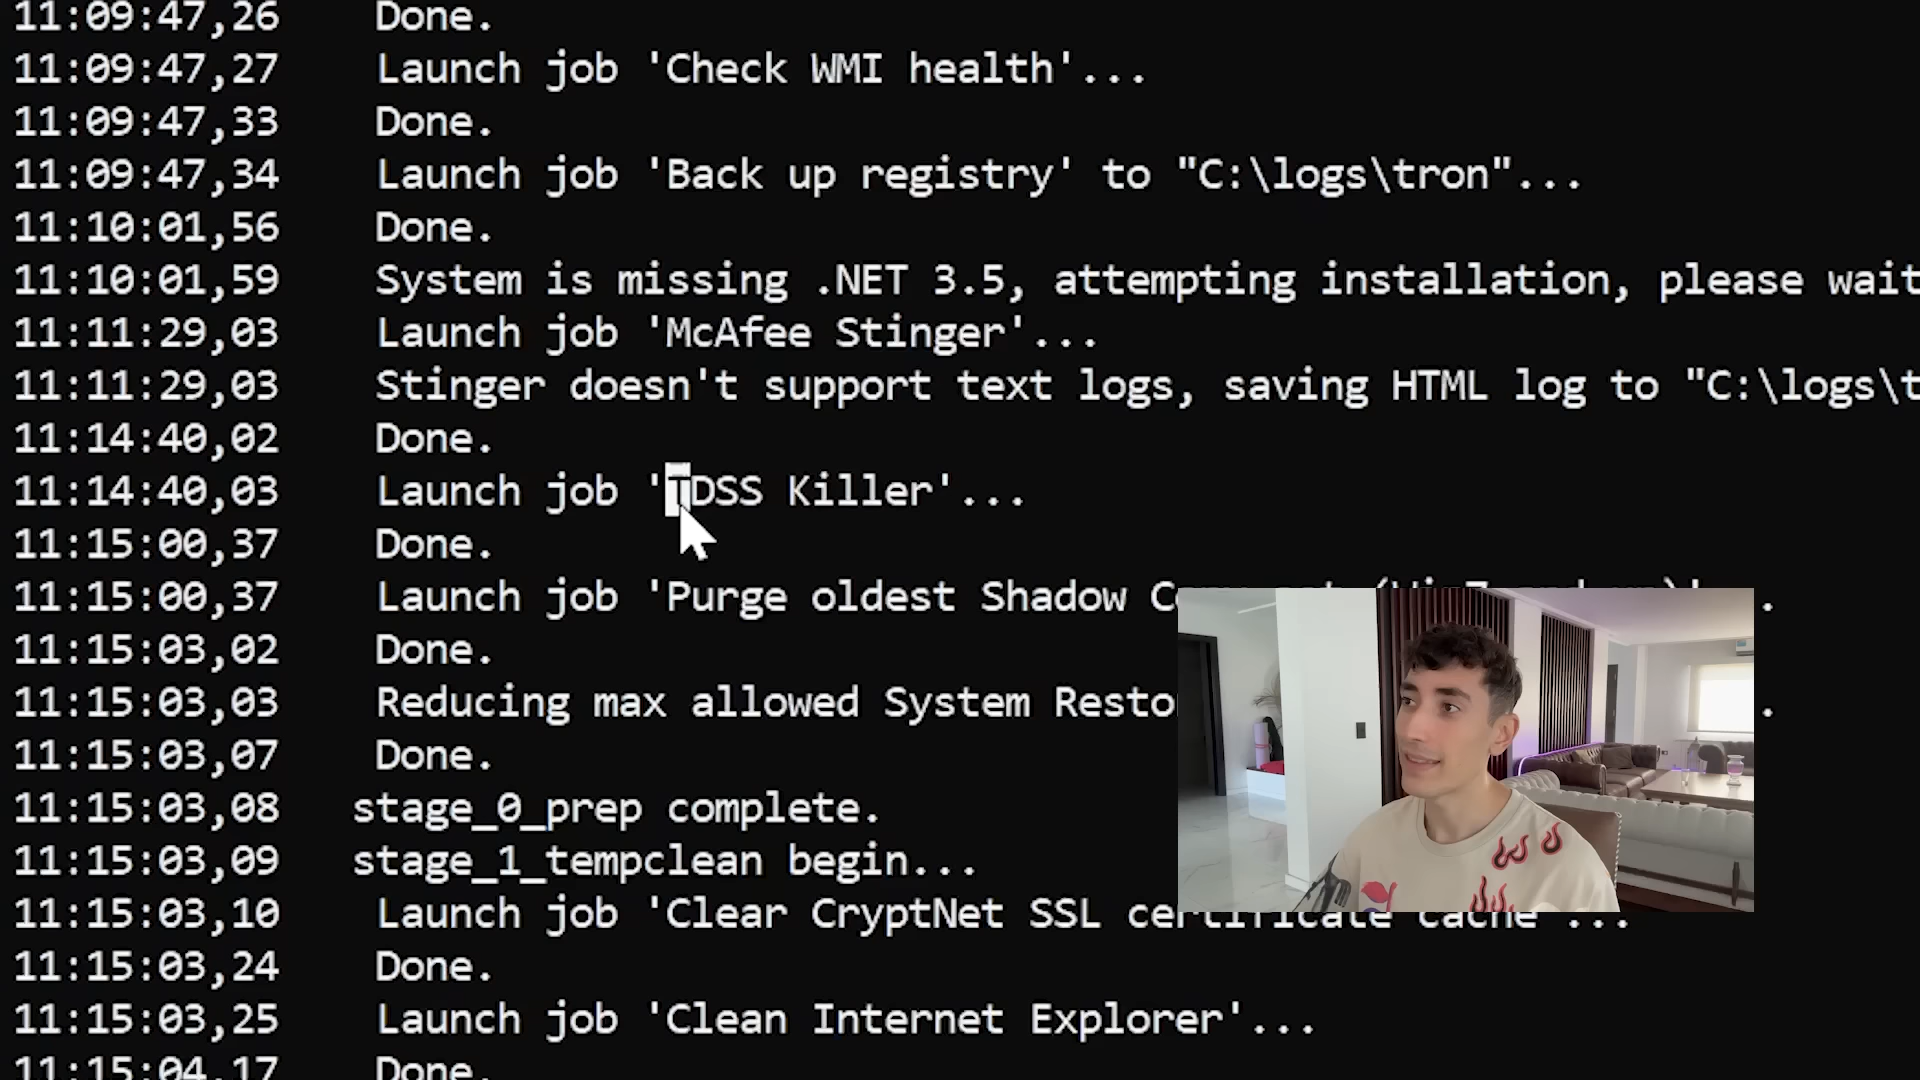 11:09:47,26 Done.
11:09:47,27 Launch job 'Check WMI health'...
11:09:47,33 Done.
11:09:47,34 Launch job 'Back up registry' to "C:\logs\tron"...
11:10:01,56 Done.
11:10:01,59 System is missing .NET 3.5, attempting installation, please wait
11:11:29,03 Launch job 'McAfee Stinger'...
11:11:29,03 Stinger doesn't support text logs, saving HTML log to "C:\logs\t
11:14:40,02 Done.
11:14:40,03 Launch job 'TDSS Killer'...
11:15:00,37 Done.
11:15:00,37 Launch job 'Purge oldest Shadow
11:15:03,02 Done.
11:15:03,03 Reducing max allowed System
11:15:03,07 Done.
11:15:03,08 stage_0_prep complete.
11:15:03,09 stage_1_tempclean begin...
11:15:03,10 Launch job 'Clear CryptNet SSL certificate cache'...
11:15:03,24 Done.
11:15:03,25 Launch job 'Clean Internet Explorer'...
11:15:04,17 Done.